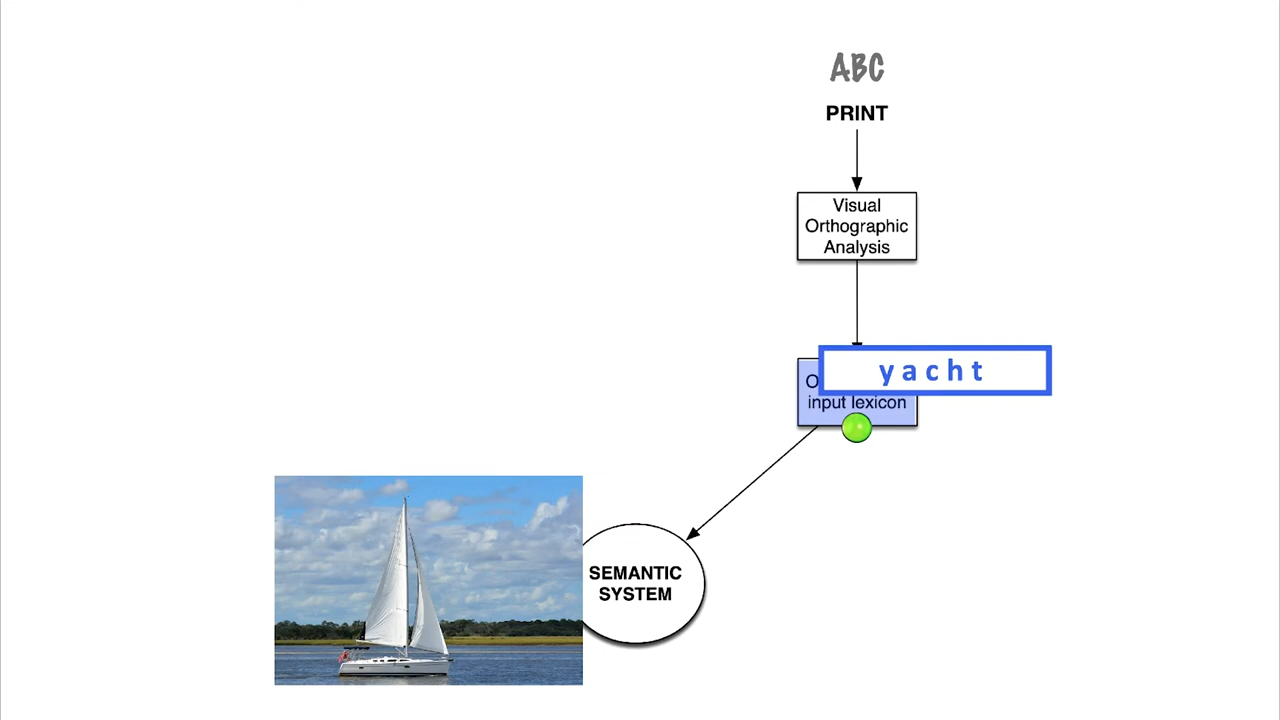 ABC
PRINT
Visual
Orthographic
Analysis
yacht
O
input lexicon
SEMANTIC
SYSTEM